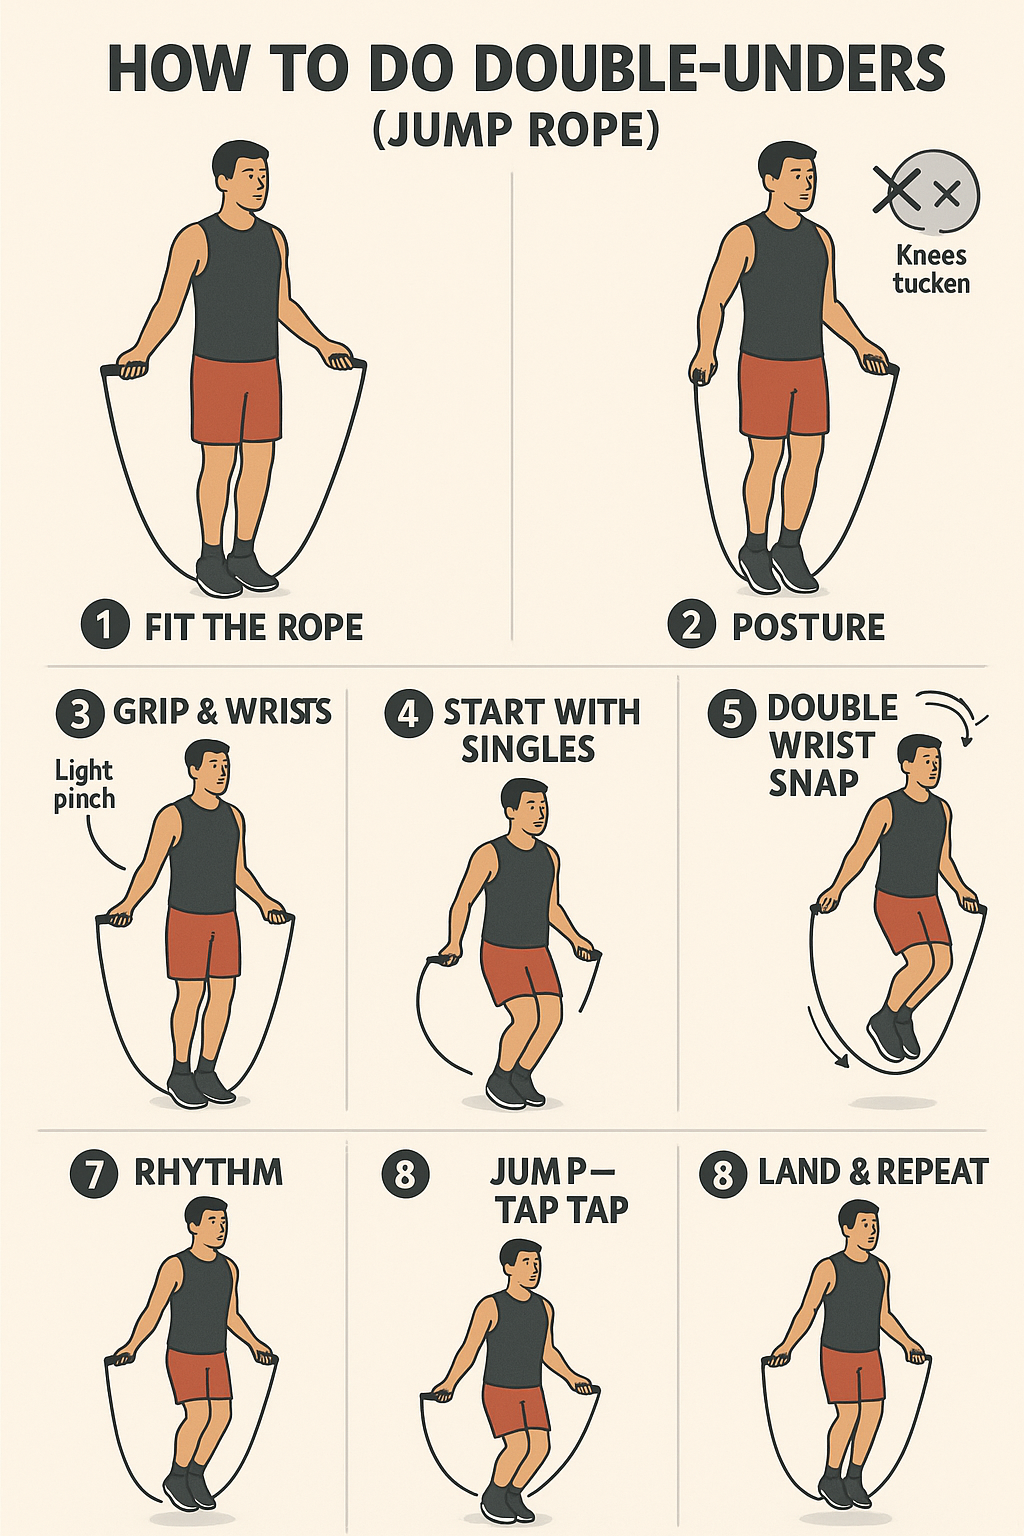 HOW TO DO DOUBLE-UNDERS
(JUMP ROPE)
Knees
tucken
1 FIT THE ROPE
2 POSTURE
3 GRIP & WRISTS
Light
pinch
4 START WITH
SINGLES
5 DOUBLE
WRIST
SNAP
7 RHYTHM
8 JUMP–
TAP TAP
8 LAND & REPEAT